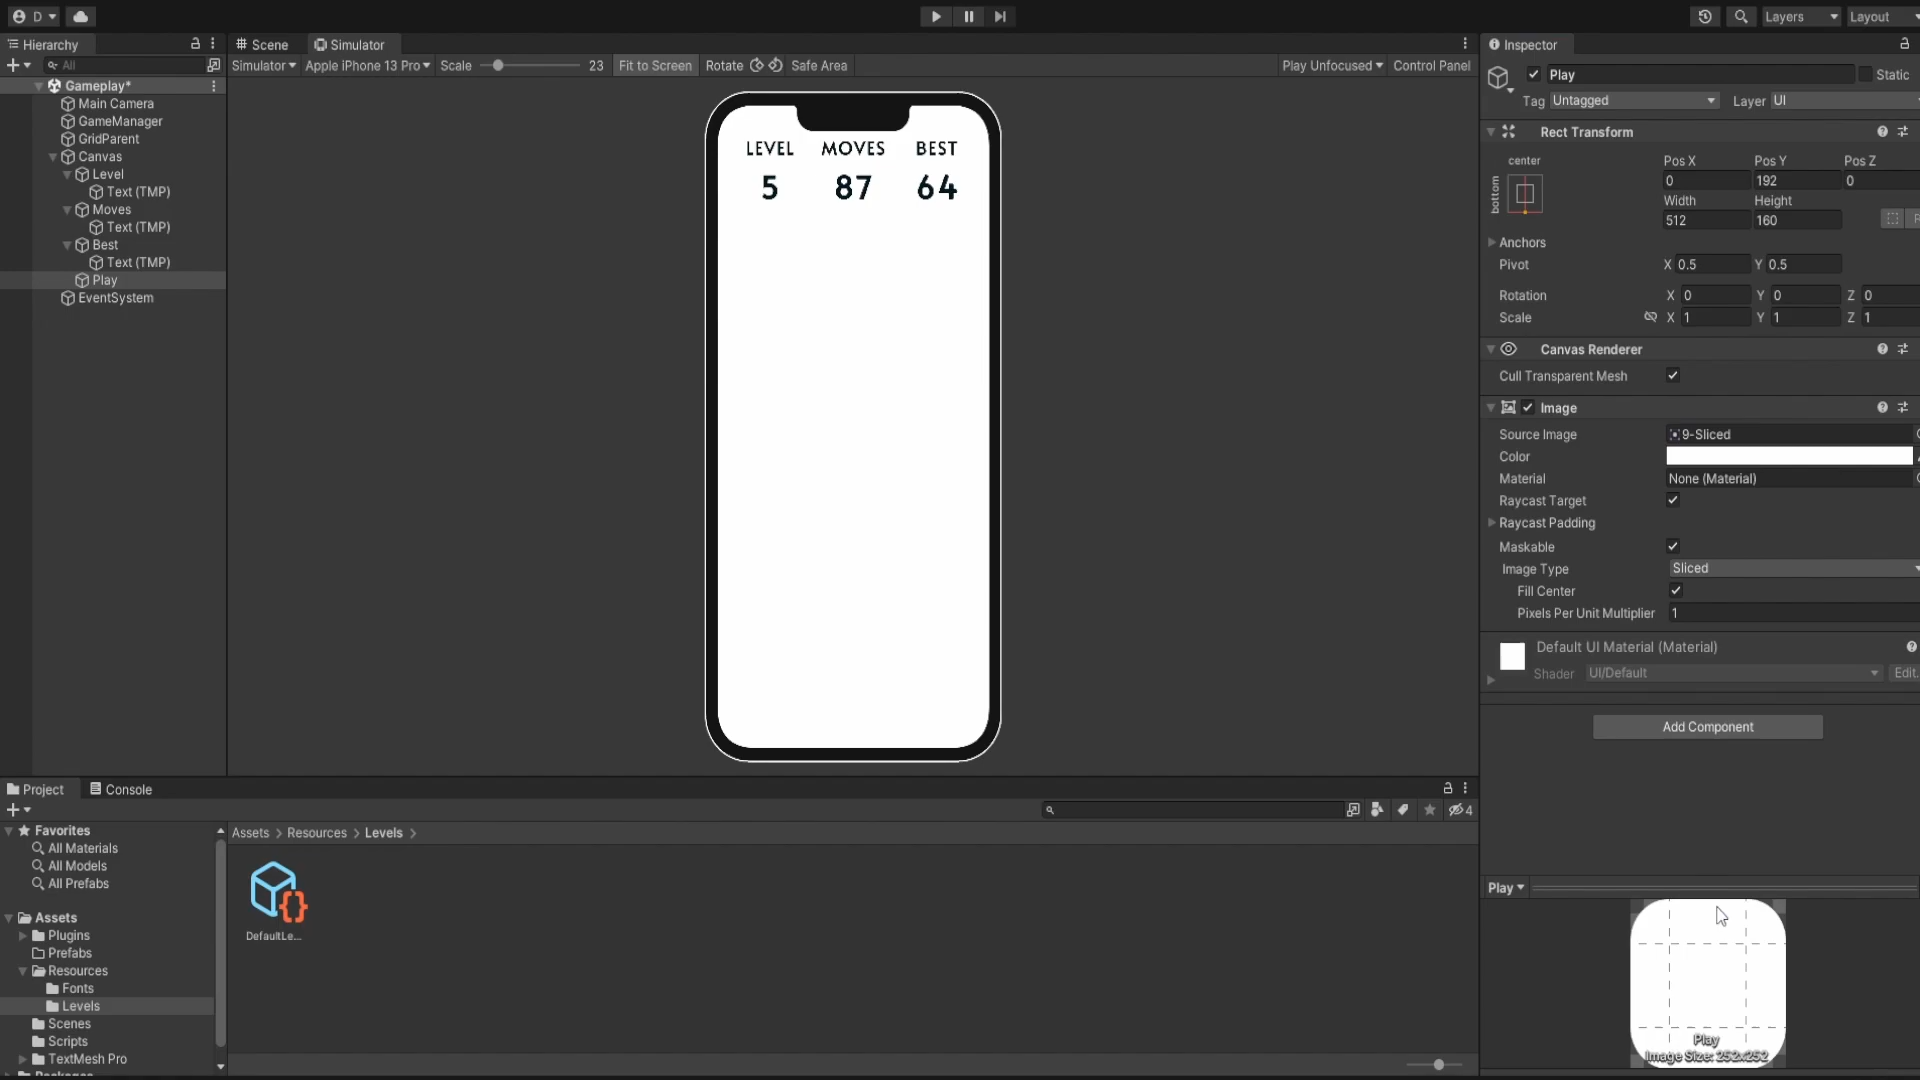 D
Layers
Layout
Hierarchy
All
Gameplay*
Main Camera
GameManager
GridParent
Canvas
Level
Text (TMP)
Moves
Text (TMP)
Best
Text (TMP)
Play
EventSystem
Scene
Simulator
Simulator
Apple iPhone 13 Pro
Scale
23
Fit to Screen
Rotate
Safe Area
Play Unfocused
Control Panel
LEVEL MOVES BEST
5 87 64
Inspector
Play
Static
Tag Untagged
Layer UI
Rect Transform
center
bottom
Pos X Pos Y Pos Z
0 192 0
Width Height
512 160
R
Anchors
Pivot X 0.5 Y 0.5
Rotation X 0 Y 0 Z 0
Scale X 1 Y 1 Z 1
Canvas Renderer
Cull Transparent Mesh
Image
Source Image 9-Sliced
Color
Material None (Material)
Raycast Target
Raycast Padding
Maskable
Image Type Sliced
Fill Center
Pixels Per Unit Multiplier 1
Default UI Material (Material)
Shader UI/Default Edit.
Add Component
Play
Play
Image Size: 252x252
Project
Console
4
Favorites
All Materials
All Models
All Prefabs
Assets
Plugins
Prefabs
Resources
Fonts
Levels
Scenes
Scripts
TextMesh Pro
Packages
Assets > Resources > Levels >
DefaultLe...